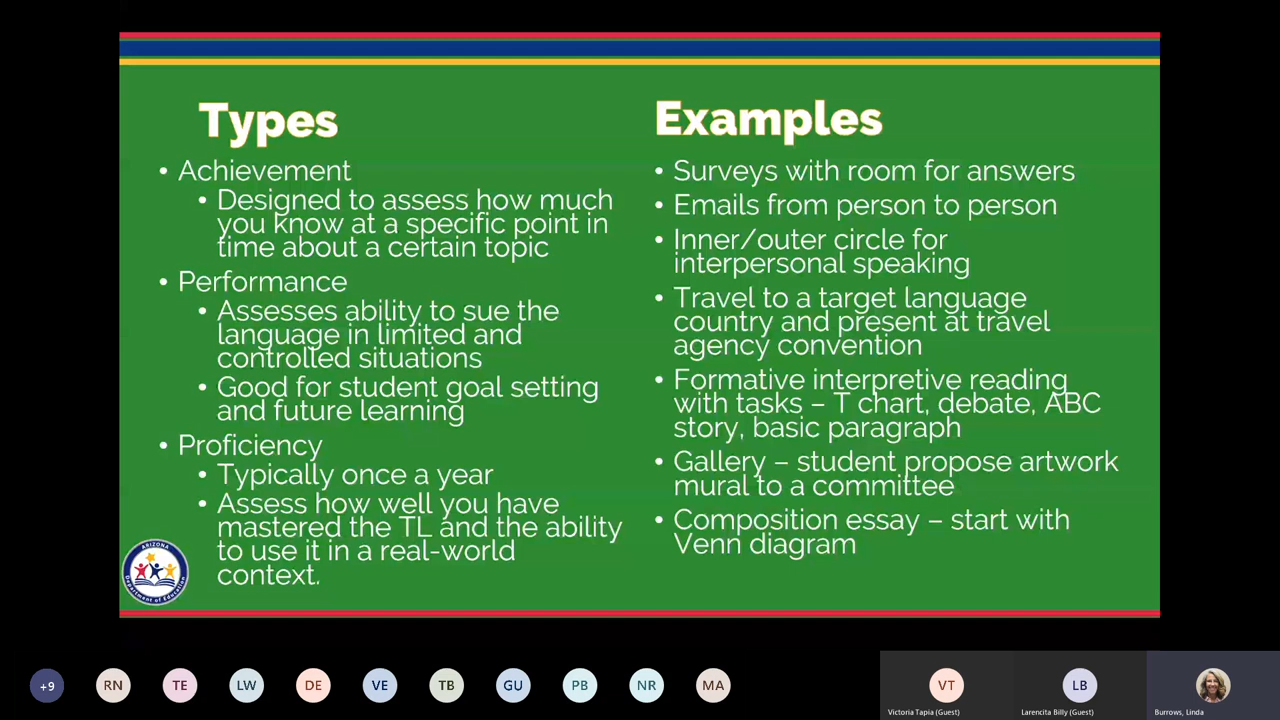 Types
• Achievement
• Designed to assess how much
you know at a specific point in
time about a certain topic
• Performance
• Assesses ability to sue the
language in limited and
controlled situations
• Good for student goal setting
and future learning
• Proficiency
• Typically once a year
• Assess how well you have
mastered the TL and the ability
to use it in a real-world
context.
Examples
• Surveys with room for answers
• Emails from person to person
• Inner/outer circle for
interpersonal speaking
• Travel to a target language
country and present at travel
agency convention
• Formative interpretive reading
with tasks – T chart, debate, ABC
story, basic paragraph
• Gallery – student propose artwork
mural to a committee
• Composition essay – start with
Venn diagram
ARIZONA
Department of Education
+9
RN
TE
LW
DE
VE
TB
GU
PB
NR
MA
VT
Victoria Tapia (Guest)
LB
Larencita Billy (Guest)
Burrows, Linda